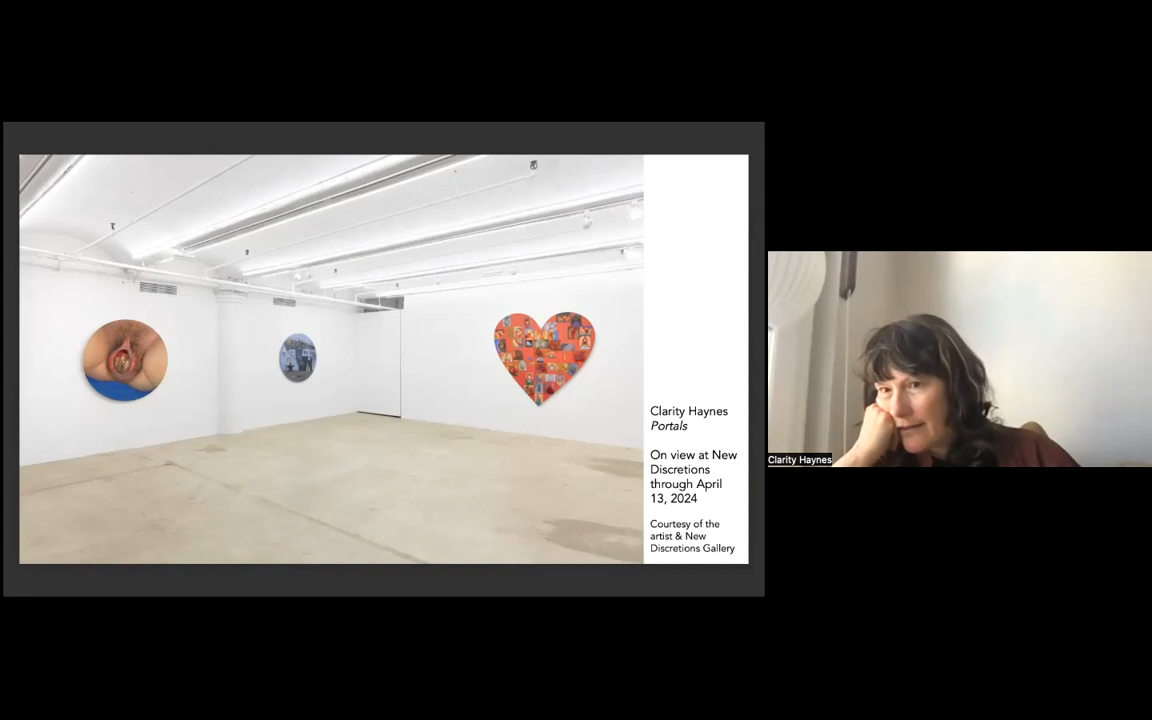 Clarity Haynes
Portals
On view at New
Discretions
through April
13, 2024
Courtesy of the
artist & New
Discretions Gallery
Clarity Haynes